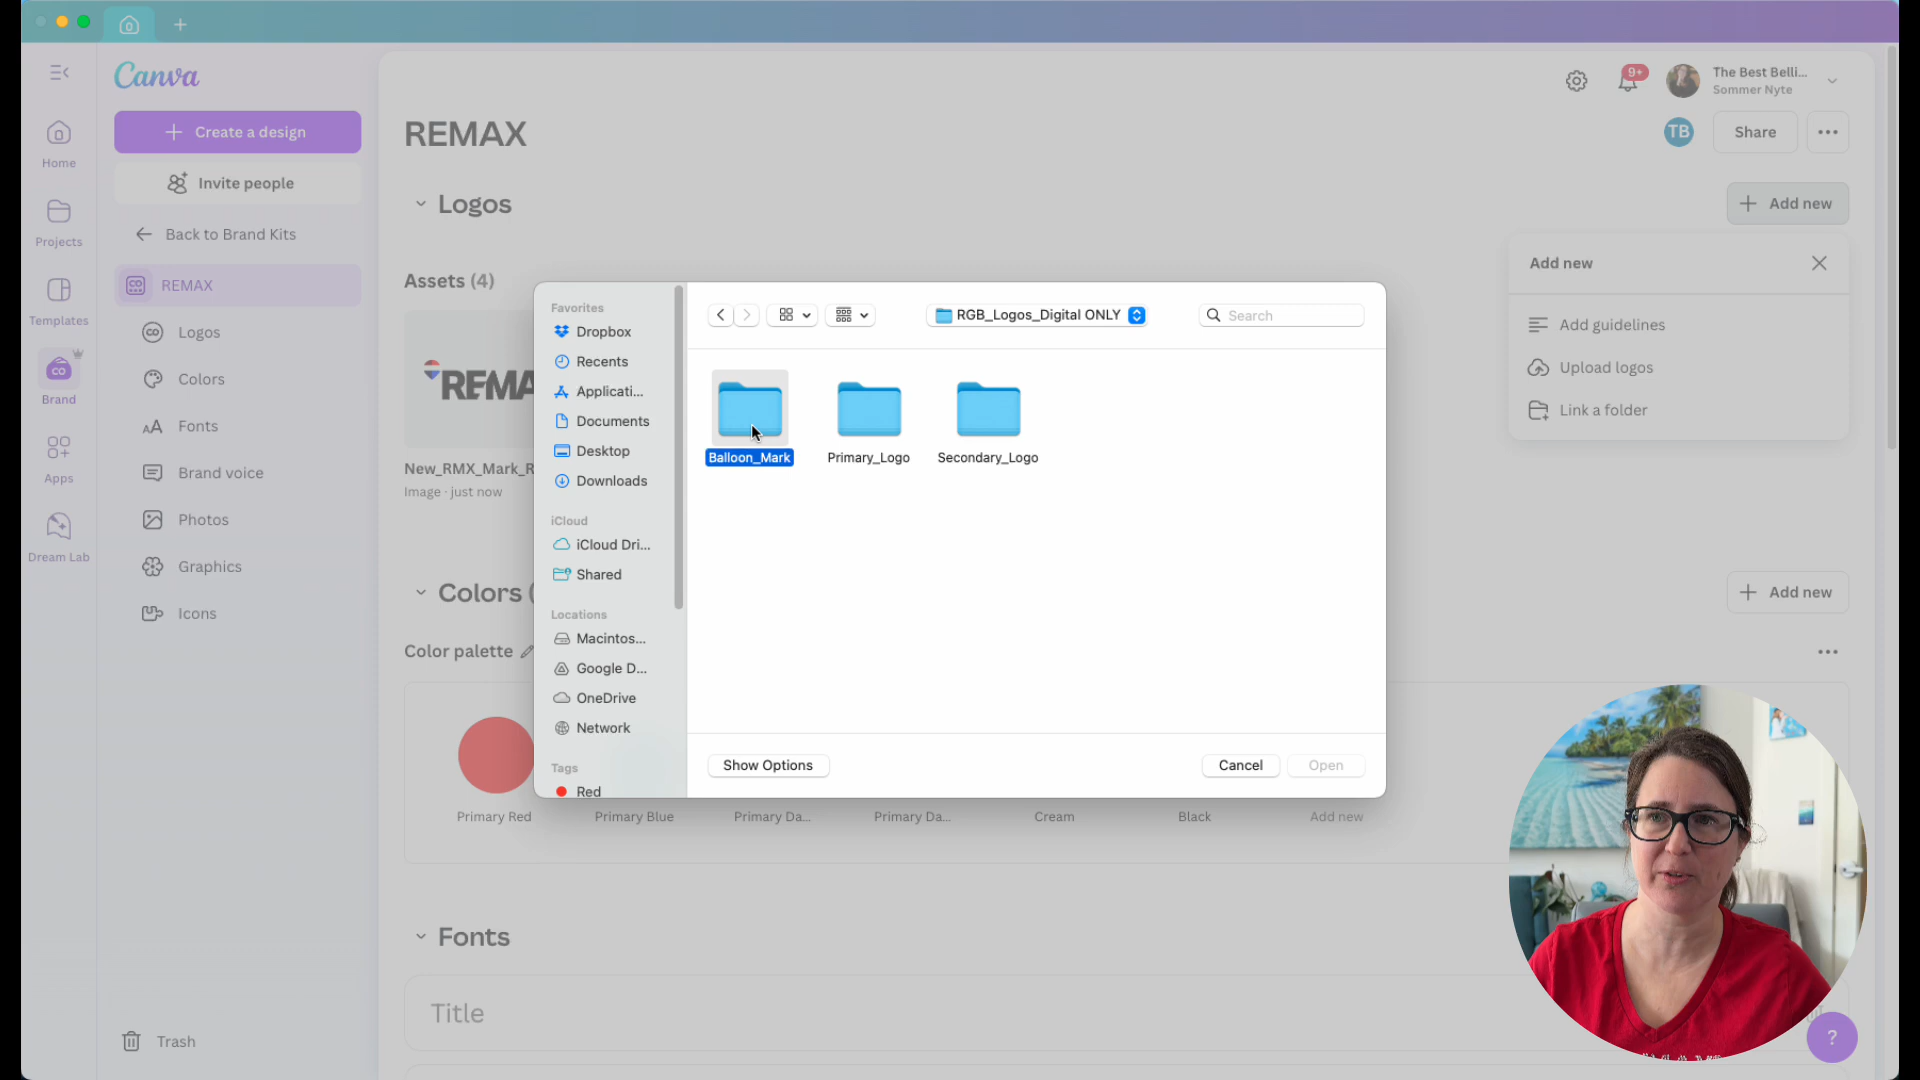 Canva
Create a design
Invite people
Back to Brand Kits
REMAX
Logos
Colors
Fonts
Brand voice
Photos
Graphics
Icons
Trash
Home
Projects
Templates
CO
Brand
Apps
Dream Lab
9+
The Best Belli...
Sommer Nyte
REMAX
TB
Share
Logos
Add new
Add new
Add guidelines
Upload logos
Link a folder
Assets (4)
REMA
New_RMX_Mark_R
Image · just now
Favorites
Dropbox
Recents
Applicati...
Documents
Desktop
Downloads
iCloud
iCloud Dri...
Shared
Locations
Macintos...
Google D...
OneDrive
Network
Tags
Red
RGB_Logos_Digital ONLY
Search
Balloon_Mark
Primary_Logo
Secondary_Logo
Show Options
Cancel
Open
Colors (
Add new
Color palette
Primary Red
Primary Blue
Primary Da...
Primary Da...
Cream
Black
Add new
Fonts
Title
?